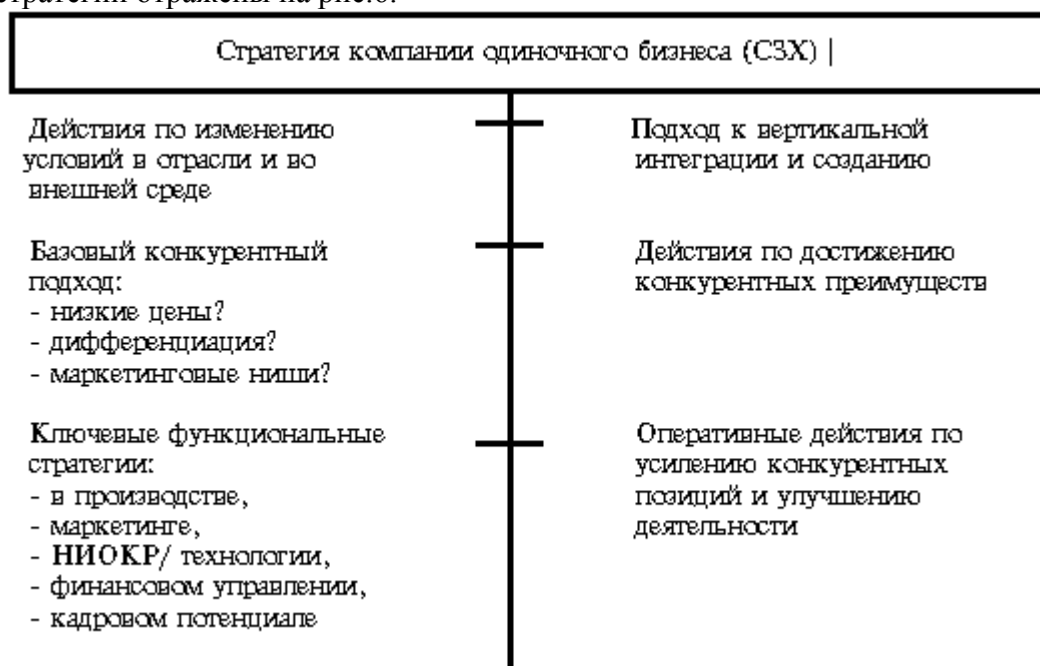 стратегии отражены на рис.6.
Стратегия компании одиночного бизнеса (СЗХ) |
Действия по изменению
условий в отрасли и во
внешней среде
Подход к вертикальной
интеграции и созданию
Базовый конкурентный
подход:
- низкие цены?
- дифференциация?
- маркетинговые ниши?
Действия по достижению
конкурентных преимуществ
Ключевые функциональные
стратегии:
- в производстве,
- маркетинге,
- НИОКР/ технологии,
- финансовом управлении,
- кадровом потенциале
Оперативные действия по
усилению конкурентных
позиций и улучшению
деятельности